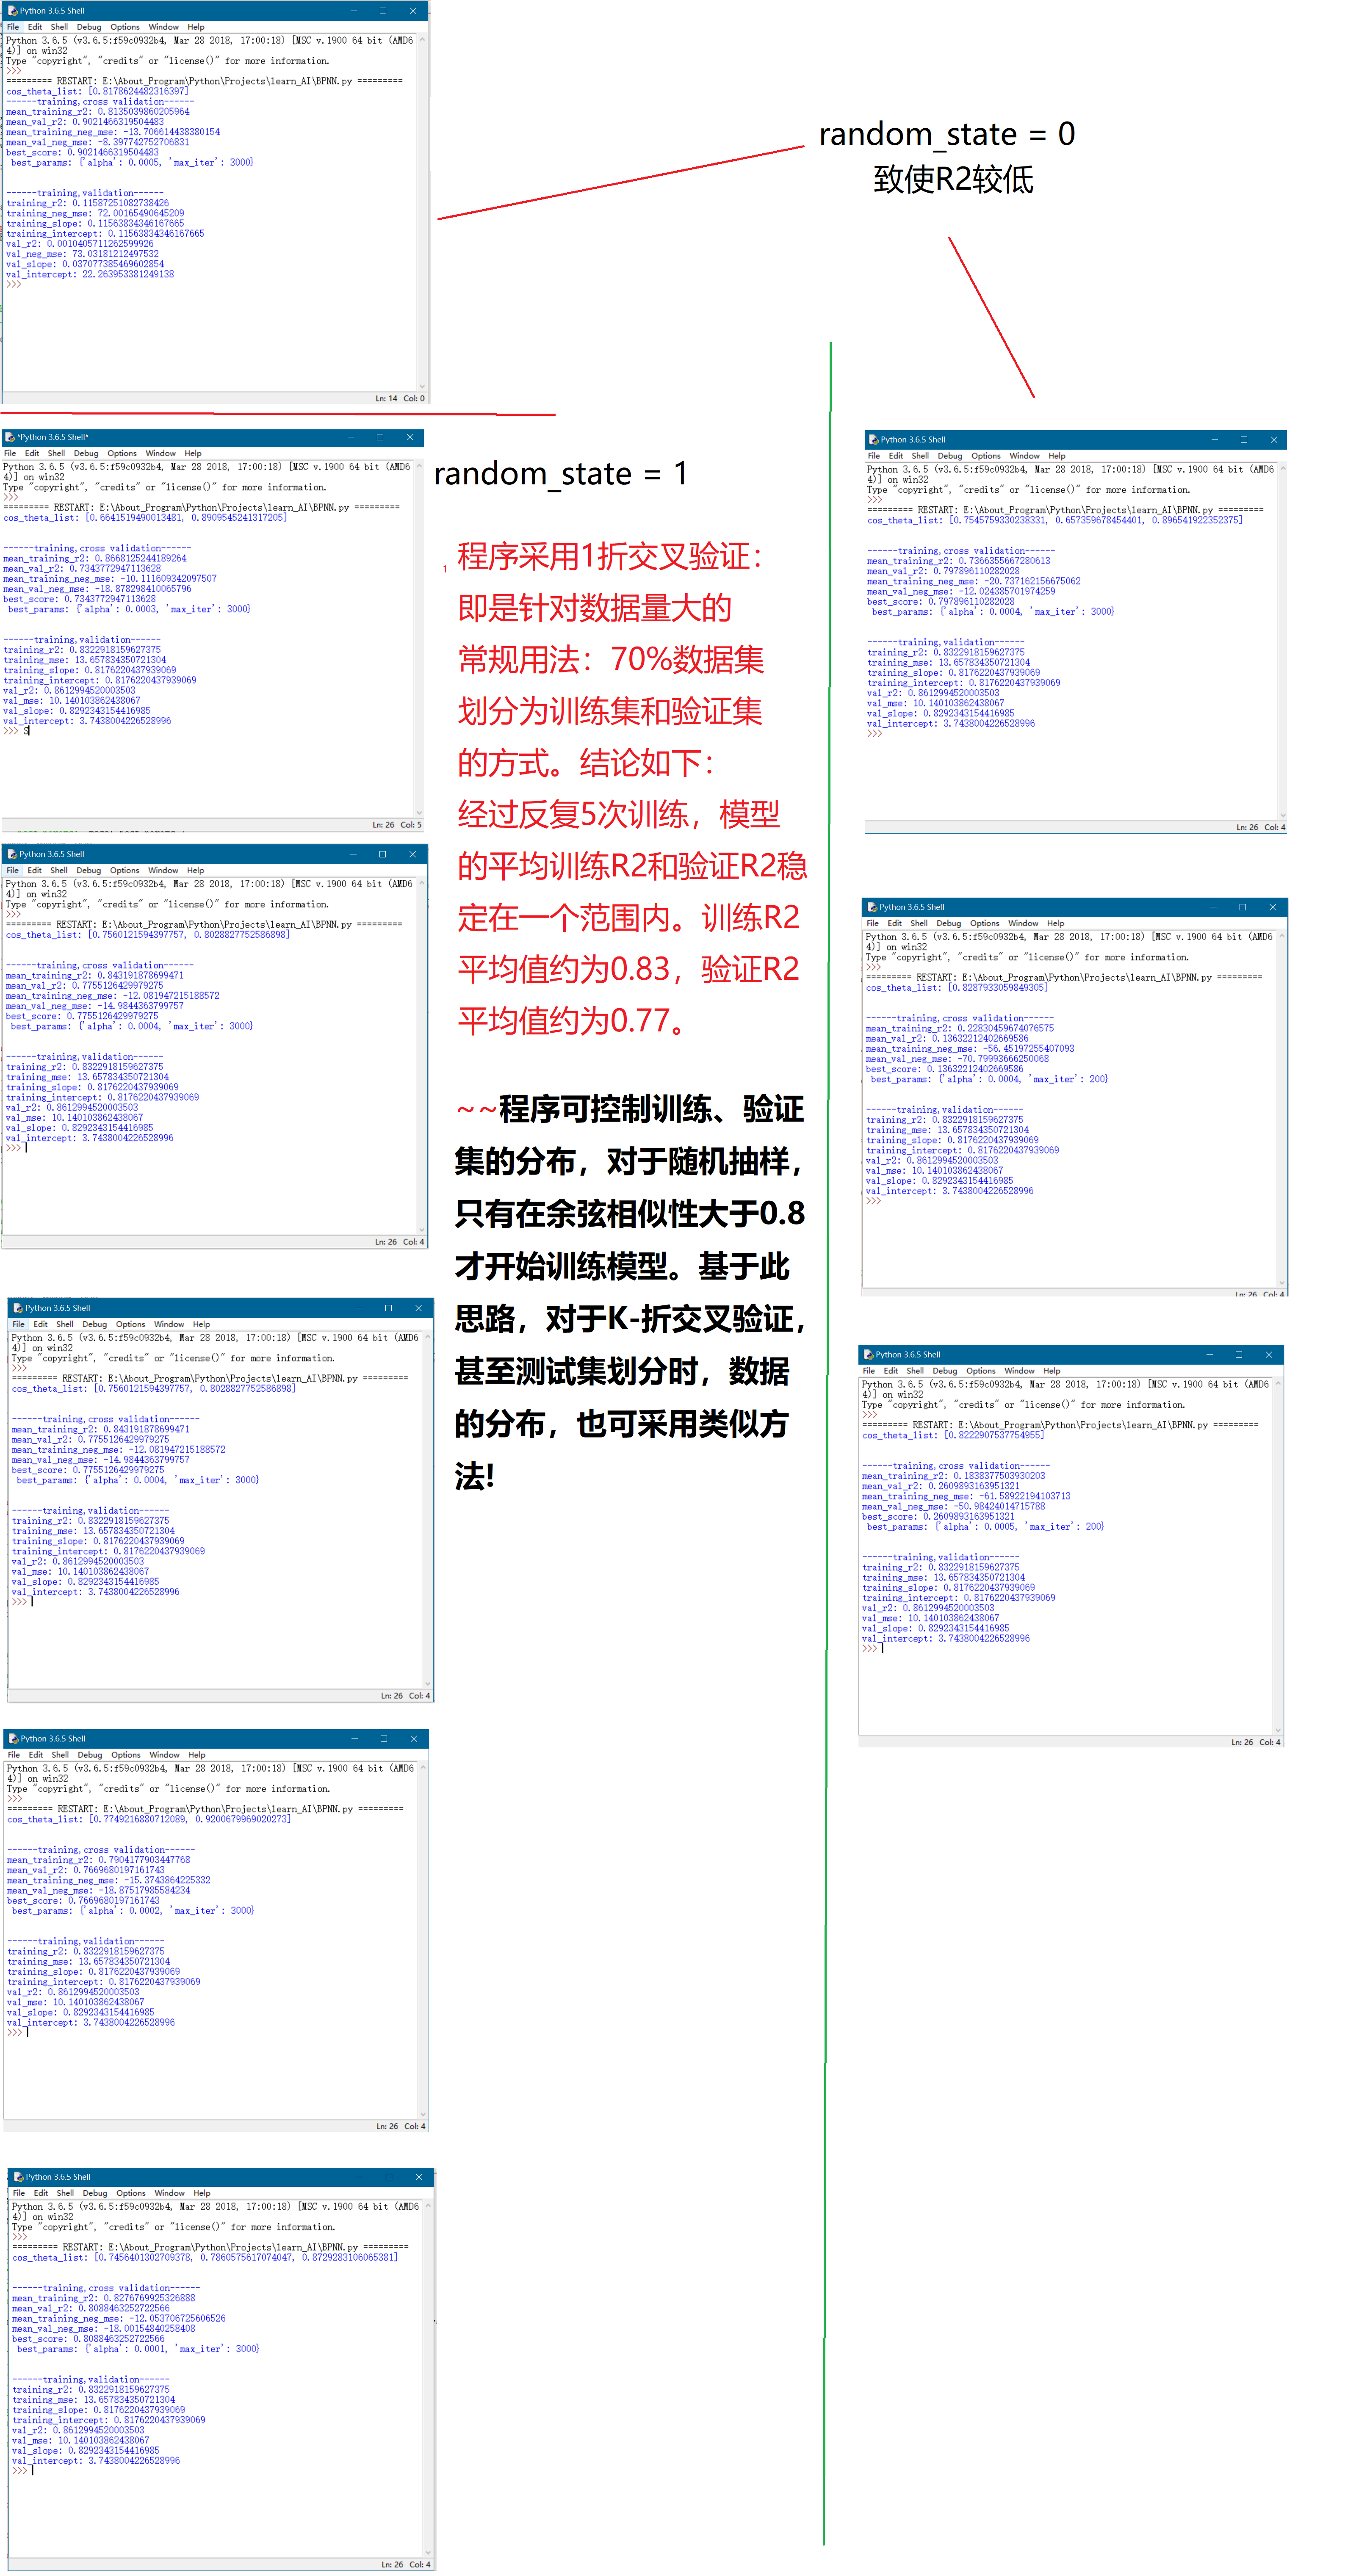 Python 3.6.5 Shell
File Edit Shell Debug Options Window Help
Python 3.6.5 (v3.6.5:f59c0932b4, Mar 28 2018, 17:00:18) [MSC v.1900 64 bit (AMD6
4)] on win32
Type "copyright", "credits" or "license()" for more information.
>>>
========= RESTART: E:\About_Program\Python\Projects\learn_AI\BPNN.py =========
cos_theta_list: [0.8178624482316397]
------training,cross validation------
mean_training_r2: 0.8135039860205964
mean_val_r2: 0.9021466319504483
mean_training_neg_mse: -13.706614438380154
mean_val_neg_mse: -8.397742752706831
best_score: 0.9021466319504483
best_params: {'alpha': 0.0005, 'max_iter': 3000}
------training,validation------
training_r2: 0.11587251082738426
training_neg_mse: 72.00165490645209
training_slope: 0.11563834346167665
training_intercept: 0.11563834346167665
val_r2: 0.0010405711262599926
val_neg_mse: 73.03181212497532
val_slope: 0.037077385469602854
val_intercept: 22.263953381249138
>>>
Ln: 14 Col: 0
random_state = 0
致使R2较低
*Python 3.6.5 Shell*
File Edit Shell Debug Options Window Help
Python 3.6.5 (v3.6.5:f59c0932b4, Mar 28 2018, 17:00:18) [MSC v.1900 64 bit (AMD6
4)] on win32
Type "copyright", "credits" or "license()" for more information.
>>>
========= RESTART: E:\About_Program\Python\Projects\learn_AI\BPNN.py =========
cos_theta_list: [0.6641519490013481, 0.8909545241317205]
------training,cross validation------
mean_training_r2: 0.8668125244189264
mean_val_r2: 0.7343772947113628
mean_training_neg_mse: -10.111609342097507
mean_val_neg_mse: -18.878298410065796
best_score: 0.7343772947113628
best_params: {'alpha': 0.0003, 'max_iter': 3000}
------training,validation------
training_r2: 0.8322918159627375
training_mse: 13.657834350721304
training_slope: 0.8176220437939069
training_intercept: 0.8176220437939069
val_r2: 0.8612994520003503
val_mse: 10.140103862438067
val_slope: 0.8292343154416985
val_intercept: 3.7438004226528996
>>> S
Ln: 26 Col: 5
Python 3.6.5 Shell
File Edit Shell Debug Options Window Help
Python 3.6.5 (v3.6.5:f59c0932b4, Mar 28 2018, 17:00:18) [MSC v.1900 64 bit (AMD6
4)] on win32
Type "copyright", "credits" or "license()" for more information.
>>>
========= RESTART: E:\About_Program\Python\Projects\learn_AI\BPNN.py =========
cos_theta_list: [0.7560121594397757, 0.8028827752586898]
------training,cross validation------
mean_training_r2: 0.843191878699471
mean_val_r2: 0.7755126429979275
mean_training_neg_mse: -12.081947215188572
mean_val_neg_mse: -14.9844363799757
best_score: 0.7755126429979275
best_params: {'alpha': 0.0004, 'max_iter': 3000}
------training,validation------
training_r2: 0.8322918159627375
training_mse: 13.657834350721304
training_slope: 0.8176220437939069
training_intercept: 0.8176220437939069
val_r2: 0.8612994520003503
val_mse: 10.140103862438067
val_slope: 0.8292343154416985
val_intercept: 3.7438004226528996
>>>
Ln: 26 Col: 4
Python 3.6.5 Shell
File Edit Shell Debug Options Window Help
Python 3.6.5 (v3.6.5:f59c0932b4, Mar 28 2018, 17:00:18) [MSC v.1900 64 bit (AMD6
4)] on win32
Type "copyright", "credits" or "license()" for more information.
>>>
========= RESTART: E:\About_Program\Python\Projects\learn_AI\BPNN.py =========
cos_theta_list: [0.7560121594397757, 0.8028827752586898]
------training,cross validation------
mean_training_r2: 0.843191878699471
mean_val_r2: 0.7755126429979275
mean_training_neg_mse: -12.081947215188572
mean_val_neg_mse: -14.9844363799757
best_score: 0.7755126429979275
best_params: {'alpha': 0.0004, 'max_iter': 3000}
------training,validation------
training_r2: 0.8322918159627375
training_mse: 13.657834350721304
training_slope: 0.8176220437939069
training_intercept: 0.8176220437939069
val_r2: 0.8612994520003503
val_mse: 10.140103862438067
val_slope: 0.8292343154416985
val_intercept: 3.7438004226528996
>>>
Ln: 26 Col: 4
Python 3.6.5 Shell
File Edit Shell Debug Options Window Help
Python 3.6.5 (v3.6.5:f59c0932b4, Mar 28 2018, 17:00:18) [MSC v.1900 64 bit (AMD6
4)] on win32
Type "copyright", "credits" or "license()" for more information.
>>>
========= RESTART: E:\About_Program\Python\Projects\learn_AI\BPNN.py =========
cos_theta_list: [0.7749216880712089, 0.9200679969020273]
------training,cross validation------
mean_training_r2: 0.7904177903447768
mean_val_r2: 0.7669680197161743
mean_training_neg_mse: -15.3743864225332
mean_val_neg_mse: -18.87517985584234
best_score: 0.7669680197161743
best_params: {'alpha': 0.0002, 'max_iter': 3000}
------training,validation------
training_r2: 0.8322918159627375
training_mse: 13.657834350721304
training_slope: 0.8176220437939069
training_intercept: 0.8176220437939069
val_r2: 0.8612994520003503
val_mse: 10.140103862438067
val_slope: 0.8292343154416985
val_intercept: 3.7438004226528996
>>>
Ln: 26 Col: 4
Python 3.6.5 Shell
File Edit Shell Debug Options Window Help
Python 3.6.5 (v3.6.5:f59c0932b4, Mar 28 2018, 17:00:18) [MSC v.1900 64 bit (AMD6
4)] on win32
Type "copyright", "credits" or "license()" for more information.
>>>
========= RESTART: E:\About_Program\Python\Projects\learn_AI\BPNN.py =========
cos_theta_list: [0.7456401302709378, 0.7860575617074047, 0.8729283106065381]
------training,cross validation------
mean_training_r2: 0.8276769925326888
mean_val_r2: 0.8088463252722566
mean_training_neg_mse: -12.053706725606526
mean_val_neg_mse: -18.00154840258408
best_score: 0.8088463252722566
best_params: {'alpha': 0.0001, 'max_iter': 3000}
------training,validation------
training_r2: 0.8322918159627375
training_mse: 13.657834350721304
training_slope: 0.8176220437939069
training_intercept: 0.8176220437939069
val_r2: 0.8612994520003503
val_mse: 10.140103862438067
val_slope: 0.8292343154416985
val_intercept: 3.7438004226528996
>>>
Ln: 26 Col: 4
random_state = 1
1
程序采用1折交叉验证：
即是针对数据量大的
常规用法：70%数据集
划分为训练集和验证集
的方式。结论如下：
经过反复5次训练，模型
的平均训练R2和验证R2稳
定在一个范围内。训练R2
平均值约为0.83，验证R2
平均值约为0.77。
~~程序可控制训练、验证
集的分布，对于随机抽样，
只有在余弦相似性大于0.8
才开始训练模型。基于此
思路，对于K-折交叉验证，
甚至测试集划分时，数据
的分布，也可采用类似方
法!
Python 3.6.5 Shell
File Edit Shell Debug Options Window Help
Python 3.6.5 (v3.6.5:f59c0932b4, Mar 28 2018, 17:00:18) [MSC v.1900 64 bit (AMD6
4)] on win32
Type "copyright", "credits" or "license()" for more information.
>>>
========= RESTART: E:\About_Program\Python\Projects\learn_AI\BPNN.py =========
cos_theta_list: [0.7545759330238331, 0.657359678454401, 0.896541922352375]
------training,cross validation------
mean_training_r2: 0.7366355667280613
mean_val_r2: 0.797896110282028
mean_training_neg_mse: -20.737162156675062
mean_val_neg_mse: -12.024385701974259
best_score: 0.797896110282028
best_params: {'alpha': 0.0004, 'max_iter': 3000}
------training,validation------
training_r2: 0.8322918159627375
training_mse: 13.657834350721304
training_slope: 0.8176220437939069
training_intercept: 0.8176220437939069
val_r2: 0.8612994520003503
val_mse: 10.140103862438067
val_slope: 0.8292343154416985
val_intercept: 3.7438004226528996
>>>
Ln: 26 Col: 4
Python 3.6.5 Shell
File Edit Shell Debug Options Window Help
Python 3.6.5 (v3.6.5:f59c0932b4, Mar 28 2018, 17:00:18) [MSC v.1900 64 bit (AMD6
4)] on win32
Type "copyright", "credits" or "license()" for more information.
>>>
========= RESTART: E:\About_Program\Python\Projects\learn_AI\BPNN.py =========
cos_theta_list: [0.8287933059849305]
------training,cross validation------
mean_training_r2: 0.22830459674076575
mean_val_r2: 0.13632212402669586
mean_training_neg_mse: -56.45197255407093
mean_val_neg_mse: -70.79993666250068
best_score: 0.13632212402669586
best_params: {'alpha': 0.0004, 'max_iter': 200}
------training,validation------
training_r2: 0.8322918159627375
training_mse: 13.657834350721304
training_slope: 0.8176220437939069
training_intercept: 0.8176220437939069
val_r2: 0.8612994520003503
val_mse: 10.140103862438067
val_slope: 0.8292343154416985
val_intercept: 3.7438004226528996
>>>
Ln: 26 Col: 4
Python 3.6.5 Shell
File Edit Shell Debug Options Window Help
Python 3.6.5 (v3.6.5:f59c0932b4, Mar 28 2018, 17:00:18) [MSC v.1900 64 bit (AMD6
4)] on win32
Type "copyright", "credits" or "license()" for more information.
>>>
========= RESTART: E:\About_Program\Python\Projects\learn_AI\BPNN.py =========
cos_theta_list: [0.8222907537754955]
------training,cross validation------
mean_training_r2: 0.1838377503930203
mean_val_r2: 0.2609893163951321
mean_training_neg_mse: -61.58922194103713
mean_val_neg_mse: -50.98424014715788
best_score: 0.2609893163951321
best_params: {'alpha': 0.0005, 'max_iter': 200}
------training,validation------
training_r2: 0.8322918159627375
training_mse: 13.657834350721304
training_slope: 0.8176220437939069
training_intercept: 0.8176220437939069
val_r2: 0.8612994520003503
val_mse: 10.140103862438067
val_slope: 0.8292343154416985
val_intercept: 3.7438004226528996
>>>
Ln: 26 Col: 4